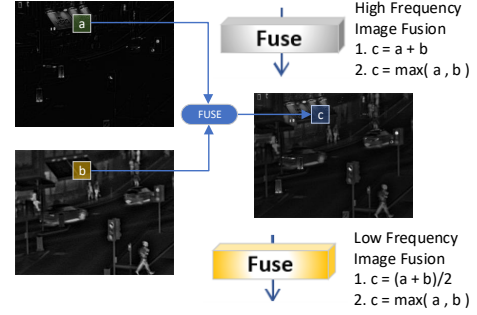 a
Fuse
High Frequency
Image Fusion
1. c = a + b
2. c = max( a , b )
FUSE
c
b
Fuse
Low Frequency
Image Fusion
1. c = (a + b)/2
2. c = max( a , b )